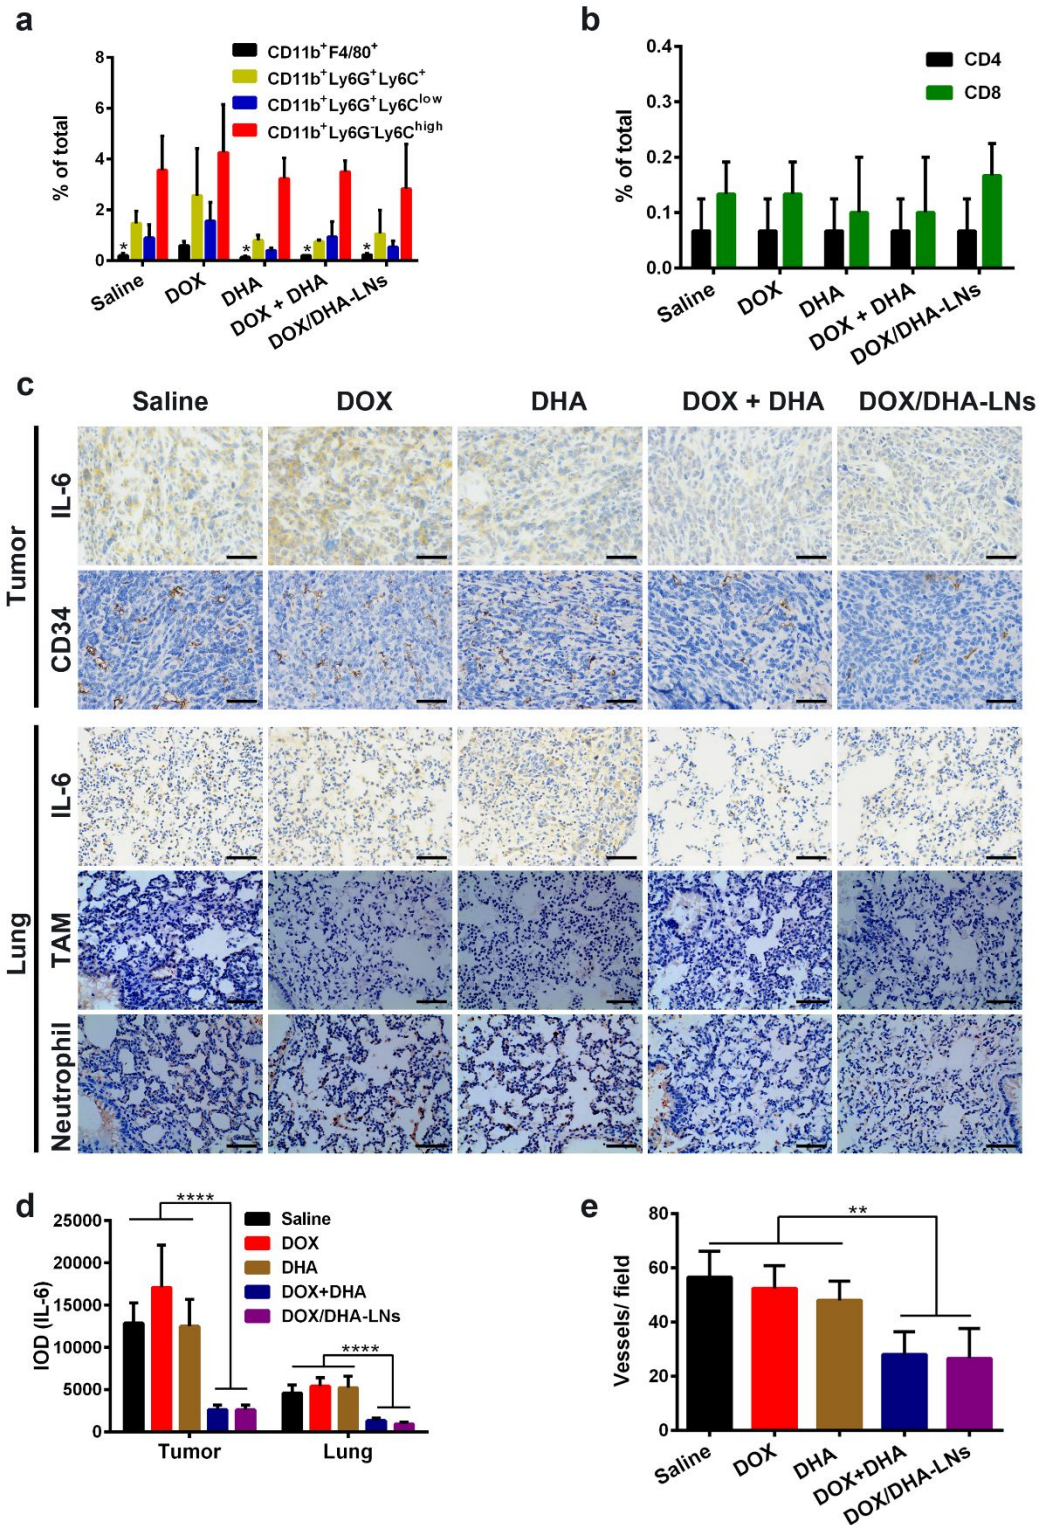 a
% of total
8
6
4
2
0
CD11b⁺F4/80⁺
CD11b⁺Ly6G⁺Ly6C⁺
CD11b⁺Ly6G⁺Ly6C^low
CD11b⁺Ly6G⁻Ly6C^high
*
*
*
*
Saline
DOX
DHA
DOX + DHA
DOX/DHA-LNs
b
% of total
0.4
0.3
0.2
0.1
0.0
CD4
CD8
Saline
DOX
DHA
DOX + DHA
DOX/DHA-LNs
c
Saline DOX DHA DOX + DHA DOX/DHA-LNs
Tumor
IL-6
CD34
Lung
IL-6
TAM
Neutrophil
d
IOD (IL-6)
25000
20000
15000
10000
5000
0
****
****
Saline
DOX
DHA
DOX+DHA
DOX/DHA-LNs
Tumor Lung
e
Vessels/ field
80
60
40
20
0
**
Saline
DOX
DHA
DOX+DHA
DOX/DHA-LNs